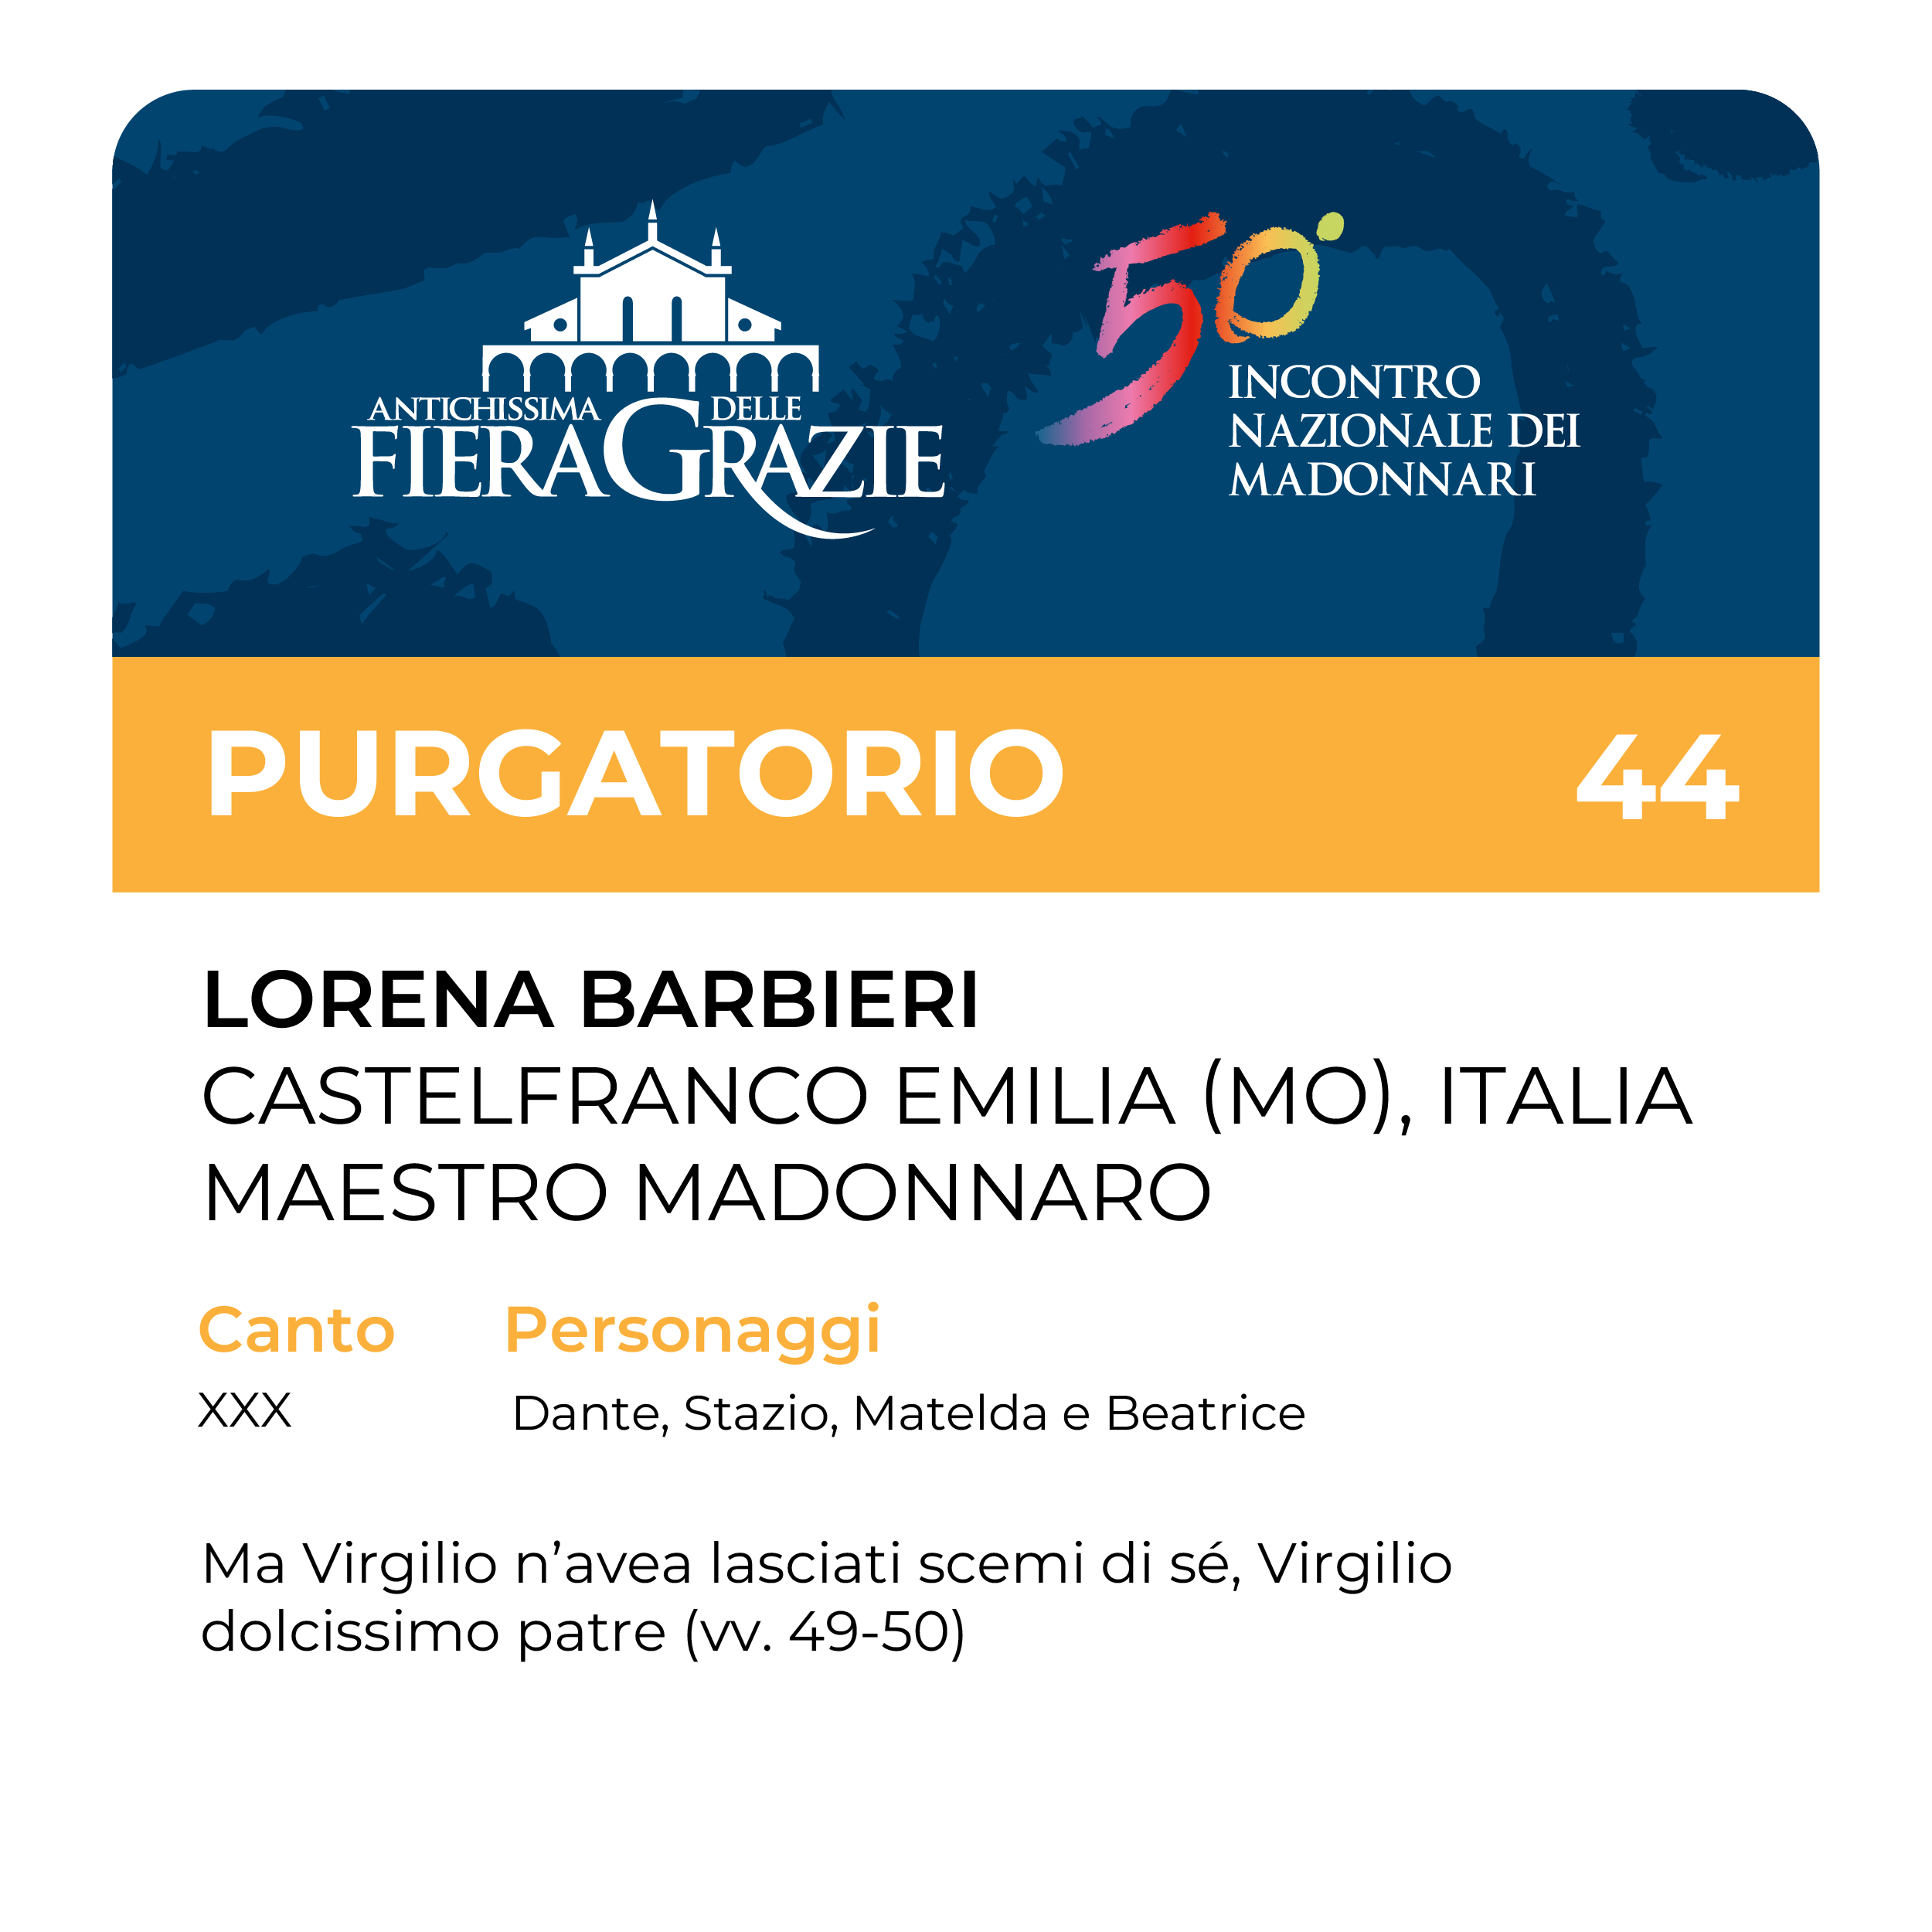 ANTICHISSIMA DELLE
FIERA GRAZIE
50°
INCONTRO
NAZIONALE DEI
MADONNARI
PURGATORIO 44
LORENA BARBIERI
CASTELFRANCO EMILIA (MO), ITALIA
MAESTRO MADONNARO
Canto Personaggi
XXX Dante, Stazio, Matelda e Beatrice
Ma Virgilio n’avea lasciati scemi di sé, Virgilio
dolcissimo patre (vv. 49-50)